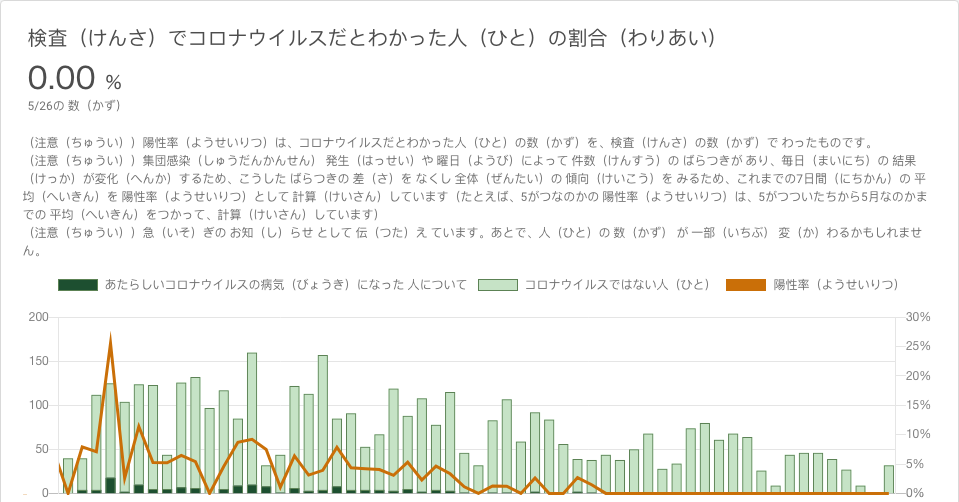 検査（けんさ）でコロナウイルスだとわかった人（ひと）の割合（わりあい）
0.00 %
5/26の 数（かず）
（注意（ちゅうい））陽性率（ようせいりつ）は、コロナウイルスだとわかった人（ひと）の数（かず）を、検査（けんさ）の数（かず）で わったものです。
（注意（ちゅうい））集団感染（しゅうだんかんせん） 発生（はっせい）や 曜日（ようび）によって 件数（けんすう）の ばらつきが あり、毎日（まいにち）の 結果
（けっか）が変化（へんか）するため、こうした ばらつきの 差（さ）を なくし 全体（ぜんたい）の 傾向（けいこう）を みるため、これまでの7日間（にちかん）の 平
均（へいきん）を 陽性率（ようせいりつ）として 計算（けいさん）しています（たとえば、5がつなのかの 陽性率（ようせいりつ）は、5がつついたちから5月なのかま
での 平均（へいきん）をつかって、計算（けいさん）しています）
（注意（ちゅうい））急（いそ）ぎの お知（し）らせ として 伝（つた）え ています。あとで、人（ひと）の 数（かず） が 一部（いちぶ） 変（か）わるかもしれませ
ん。
あたらしいコロナウイルスの病気（びょうき）になった 人について コロナウイルスではない人（ひと） 陽性率（ようせいりつ）
200 30%
25%
150
20%
100 15%
10%
50
5%
0 0%